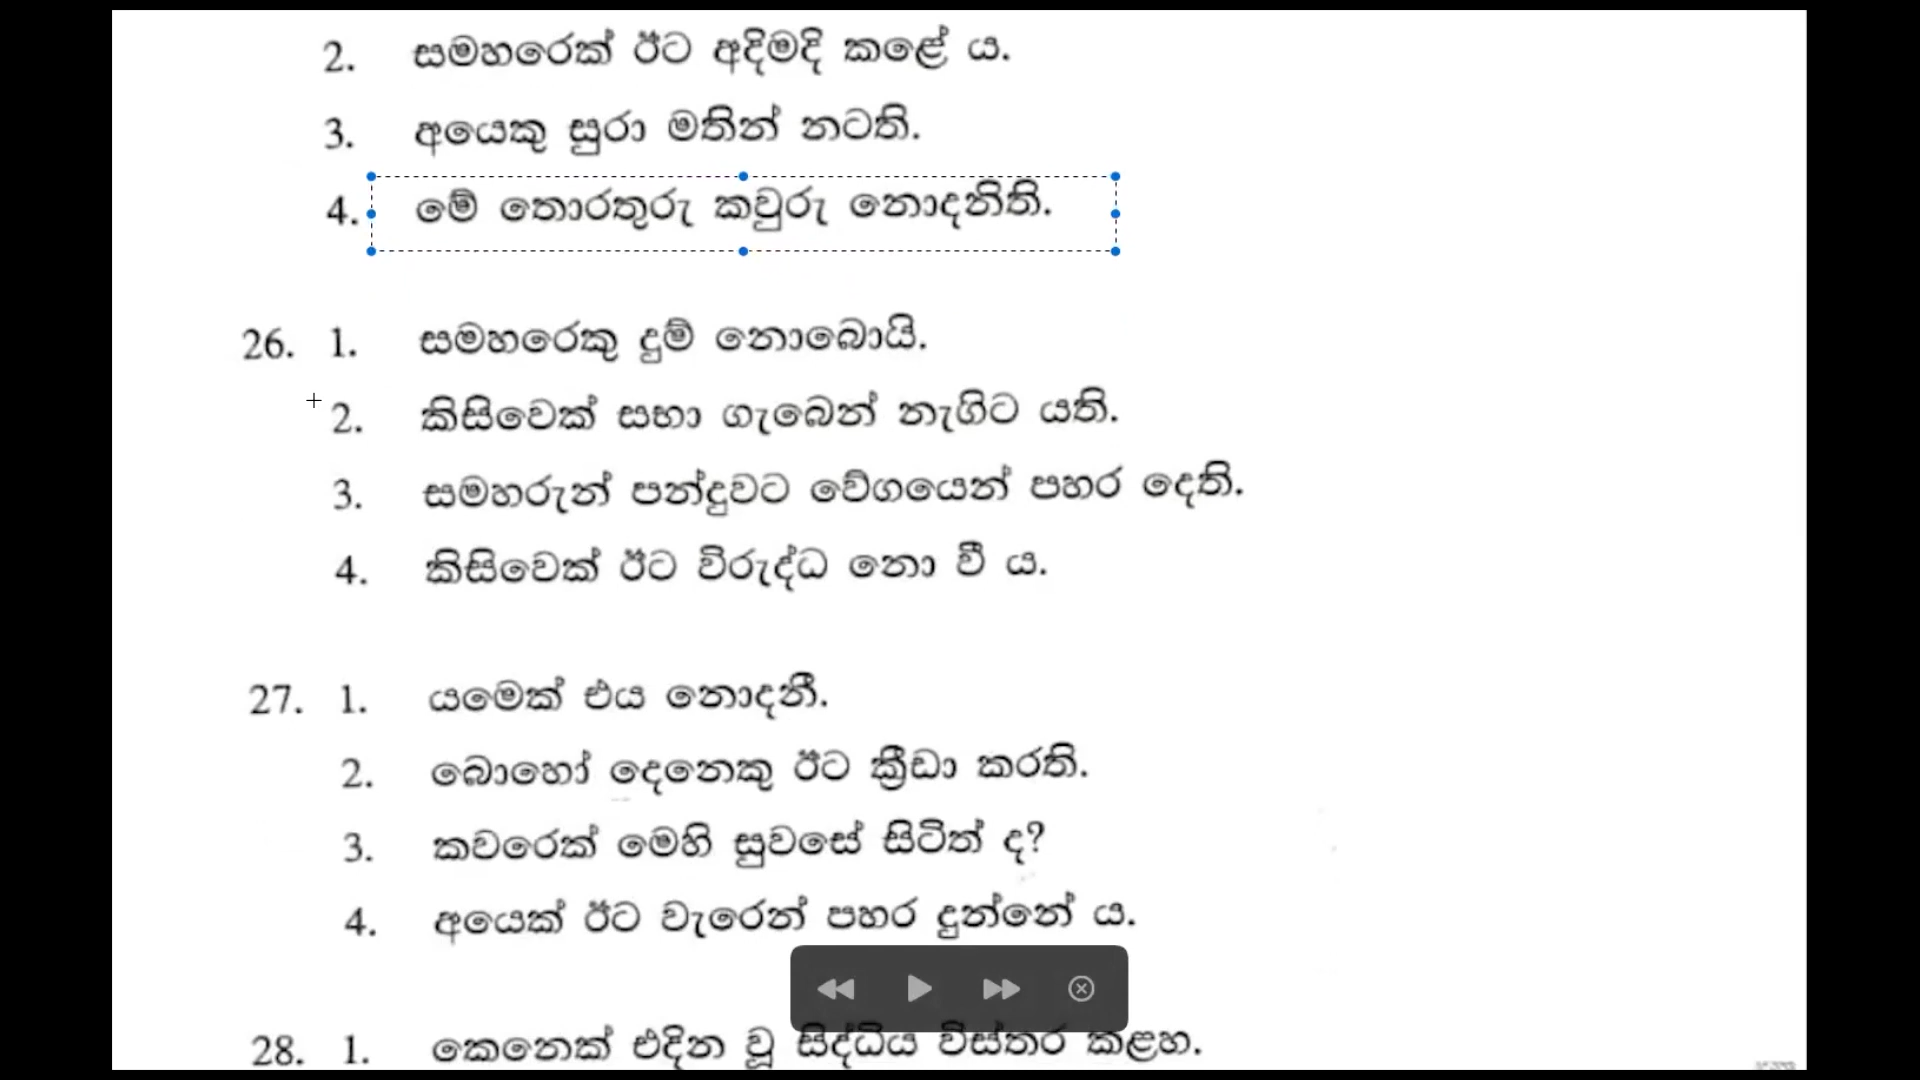 2. සමහරෙක් ඊට අදිමදි කළේ ය.
3. අයෙකු සුරා මතින් නටති.
4. මේ තොරතුරු කවුරු නොදනිති.
26. 1. සමහරෙකු දුම් නොබොයි.
2. කිසිවෙක් සභා ගැබෙන් නැගිට යති.
3. සමහරුන් පන්දුවට වේගයෙන් පහර දෙති.
4. කිසිවෙක් ඊට විරුද්ධ නො වී ය.
27. 1. යමෙක් එය නොදනී.
2. බොහෝ දෙනෙකු ඊට ක්‍රීඩා කරති.
3. කවරෙක් මෙහි සුවසේ සිටිත් ද?
4. අයෙක් ඊට වැරෙන් පහර දුන්නේ ය.
28. 1. කෙනෙක් එදින වූ සිද්ධිය විස්තර කළහ.